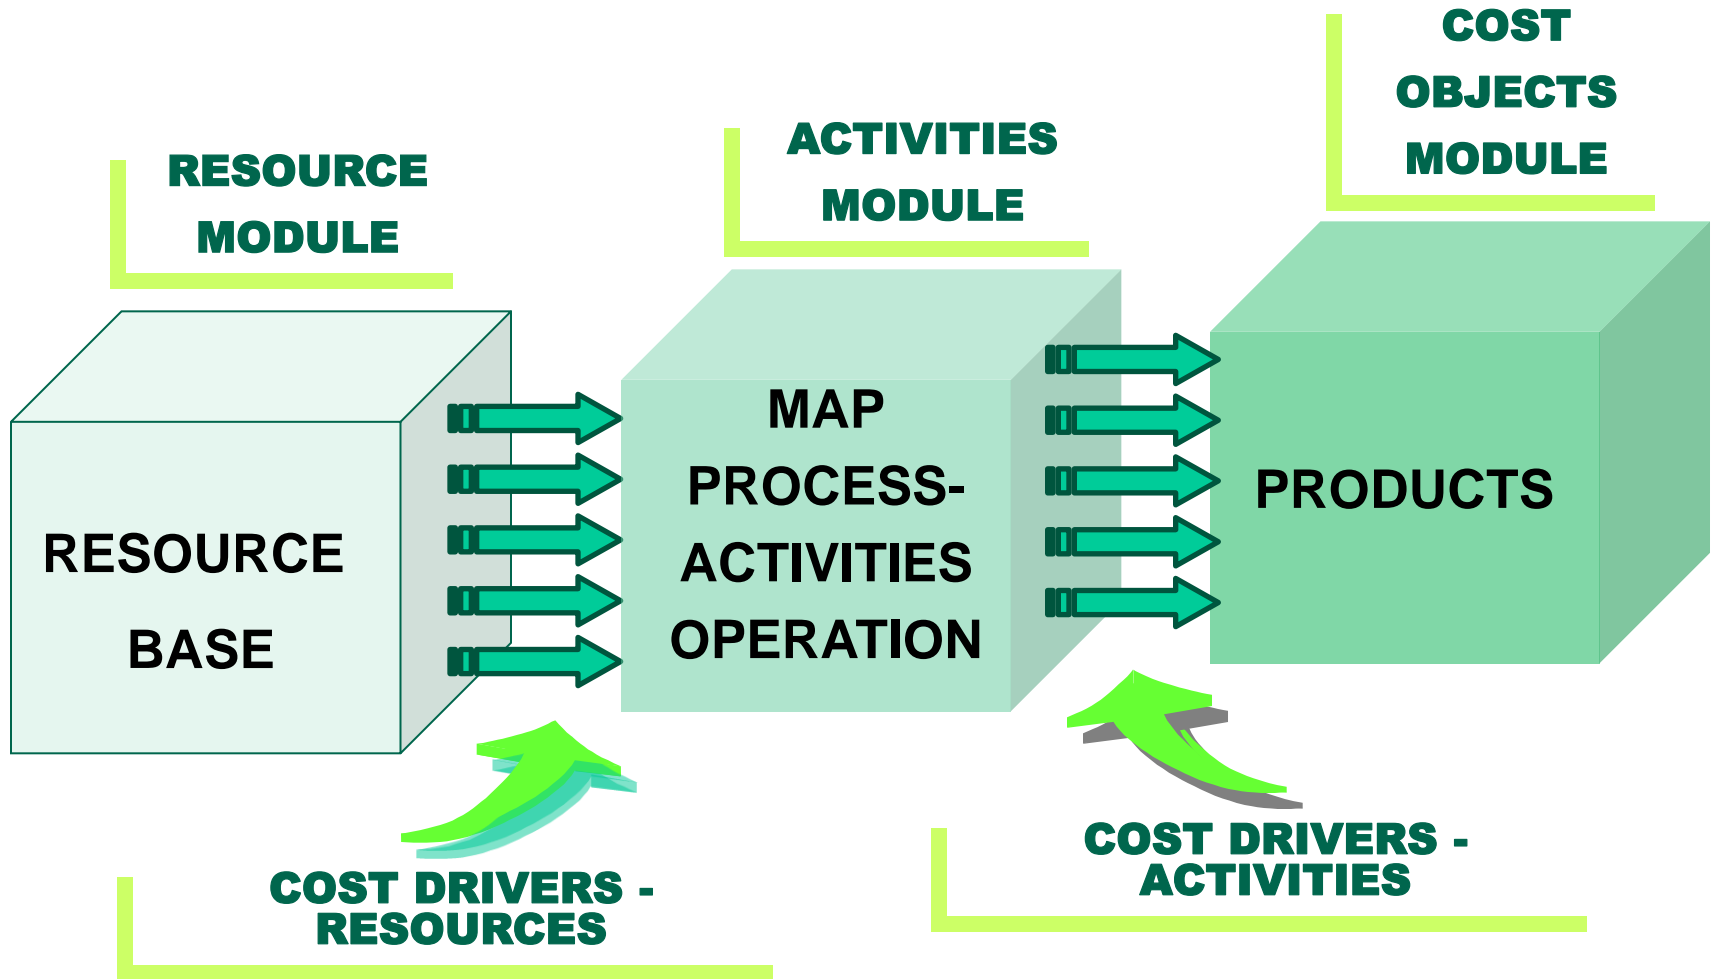 COST
OBJECTS
MODULE
ACTIVITIES
MODULE
RESOURCE
MODULE
RESOURCE
BASE
MAP
PROCESS-
ACTIVITIES
OPERATION
PRODUCTS
COST DRIVERS -
RESOURCES
COST DRIVERS -
ACTIVITIES